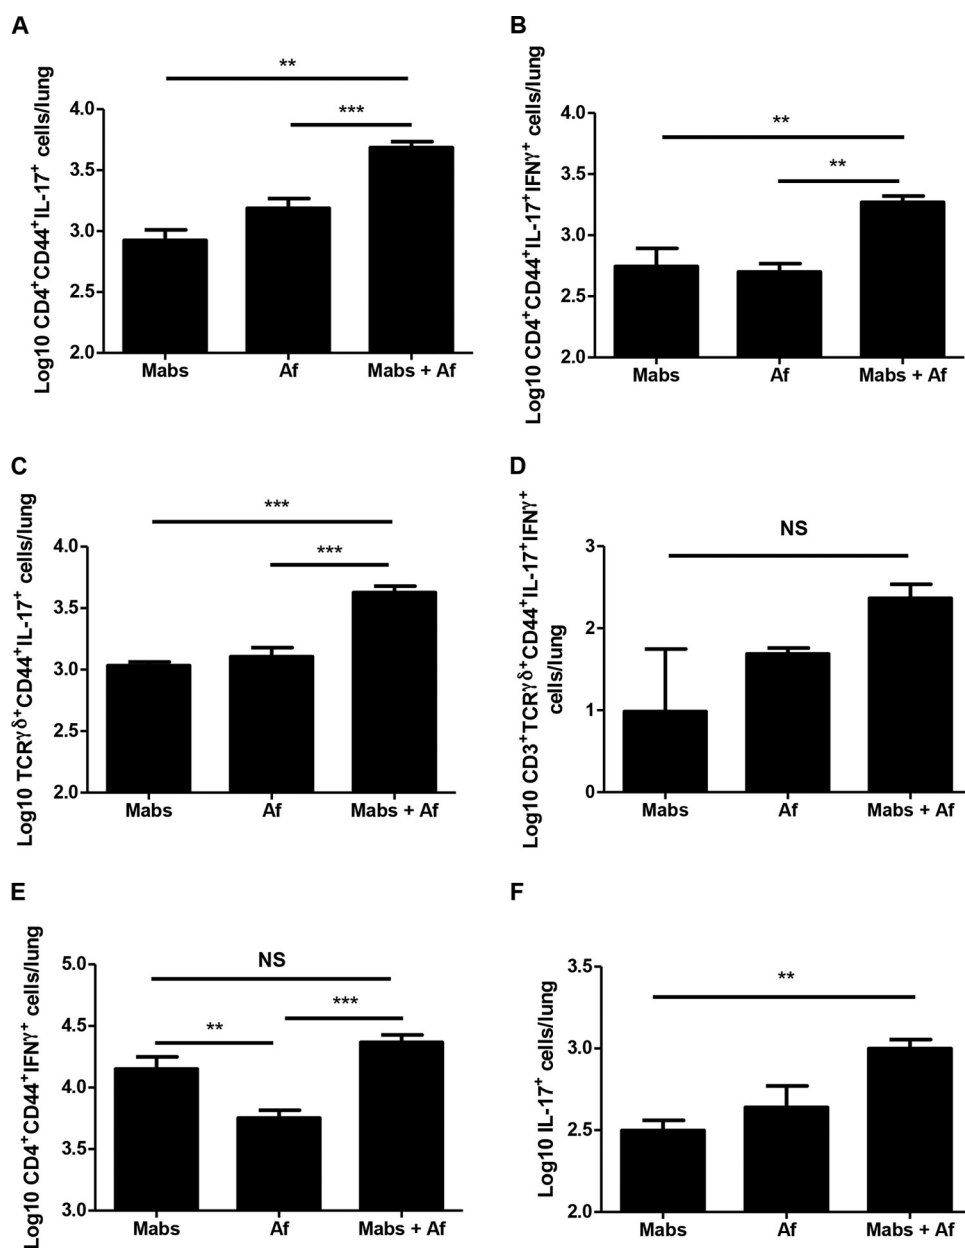 A
Log10 CD4⁺CD44⁺IL-17⁺ cells/lung
**
***
4.0
3.5
3.0
2.5
2.0
Mabs
Af
Mabs + Af
B
Log10 CD4⁺CD44⁺IL-17⁺IFNγ⁺ cells/lung
**
**
4.0
3.5
3.0
2.5
2.0
Mabs
Af
Mabs + Af
C
Log10 TCRγδ⁺CD44⁺IL-17⁺ cells/lung
***
***
4.0
3.5
3.0
2.5
2.0
Mabs
Af
Mabs + Af
D
Log10 CD3⁺TCRγδ⁺CD44⁺IL-17⁺IFNγ⁺
cells/lung
NS
3
2
1
0
Mabs
Af
Mabs + Af
E
Log10 CD4⁺CD44⁺IFNγ⁺ cells/lung
NS
**
***
5.0
4.5
4.0
3.5
3.0
Mabs
Af
Mabs + Af
F
Log10 IL-17⁺ cells/lung
**
3.5
3.0
2.5
2.0
Mabs
Af
Mabs + Af